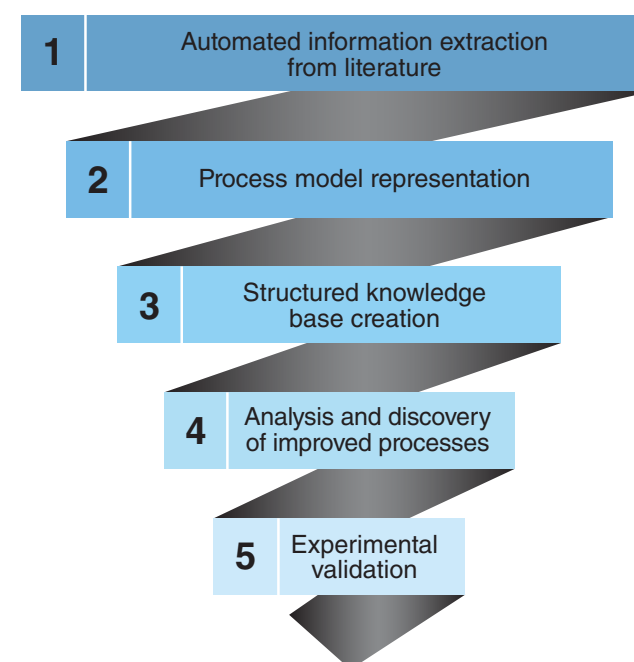 1
Automated information extraction
from literature
2
Process model representation
3
Structured knowledge
base creation
4
Analysis and discovery
of improved processes
5
Experimental
validation